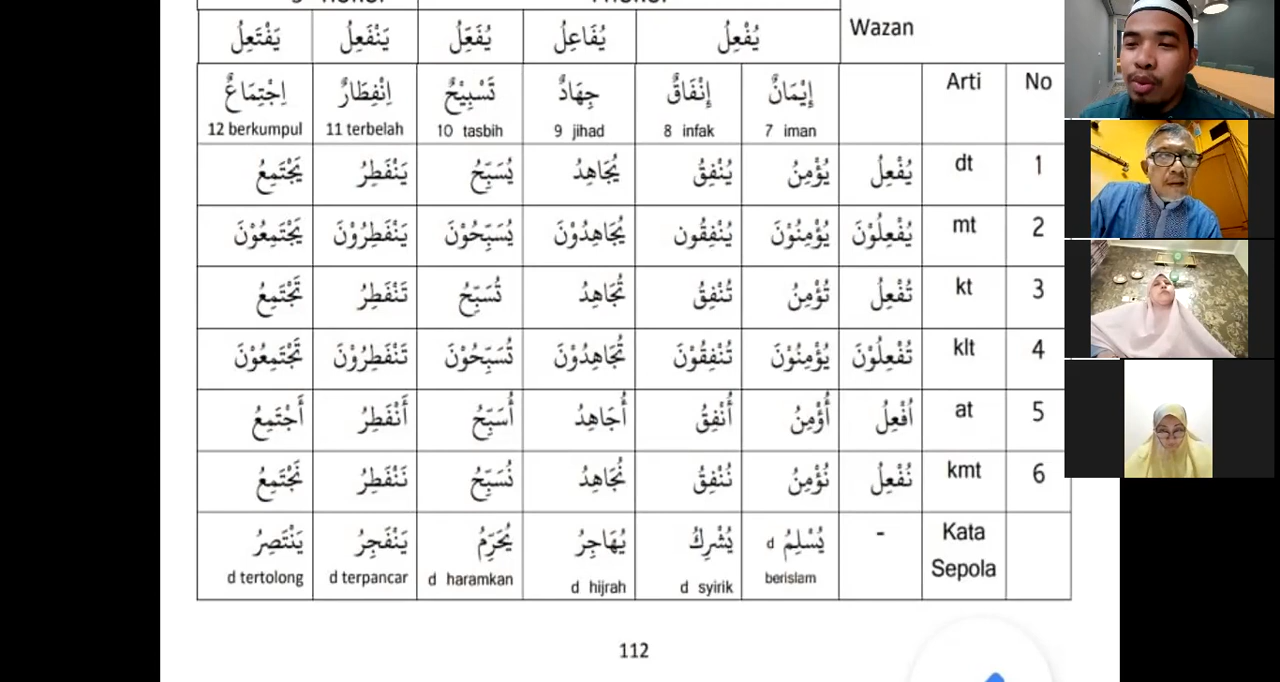 Wazan يُفْعِلُ يُفَاعِلُ يُفَعِّلُ يَنْفَعِلُ يَفْتَعِلُ
No Arti إِيْمَانٌ إِنْفَاقٌ جِهَادٌ تَسْبِيْحٌ اِنْفِطَارٌ اِجْتِمَاعٌ
7 iman 8 infak 9 jihad 10 tasbih 11 terbelah 12 berkumpul
1 dt يُفْعِلُ يُؤْمِنُ يُنْفِقُ يُجَاهِدُ يُسَبِّحُ يَنْفَطِرُ يَجْتَمِعُ
2 mt يُفْعِلُوْنَ يُؤْمِنُوْنَ يُنْفِقُون يُجَاهِدُوْنَ يُسَبِّحُوْنَ يَنْفَطِرُوْنَ يَجْتَمِعُوْنَ
3 kt تُفْعِلُ تُؤْمِنُ تُنْفِقُ تُجَاهِدُ تُسَبِّحُ تَنْفَطِرُ تَجْتَمِعُ
4 klt تُفْعِلُوْنَ يُؤْمِنُوْنَ تُنْفِقُوْنَ تُجَاهِدُوْنَ تُسَبِّحُوْنَ تَنْفَطِرُوْنَ تَجْتَمِعُوْنَ
5 at اُفْعِلُ أُؤْمِنُ أُنْفِقُ أُجَاهِدُ أُسَبِّحُ أَنْفَطِرُ أَجْتَمِعُ
6 kmt نُفْعِلُ نُؤْمِنُ نُنْفِقُ نُجَاهِدُ نُسَبِّحُ نَنْفَطِرُ نَجْتَمِعُ
Kata Sepola - يُسْلِمُ d يُشْرِكُ يُهَاجِرُ يُحَرِّمُ يَنْفَجِرُ يَنْتَصِرُ
berislam d syirik d hijrah d haramkan d terpancar d tertolong
112